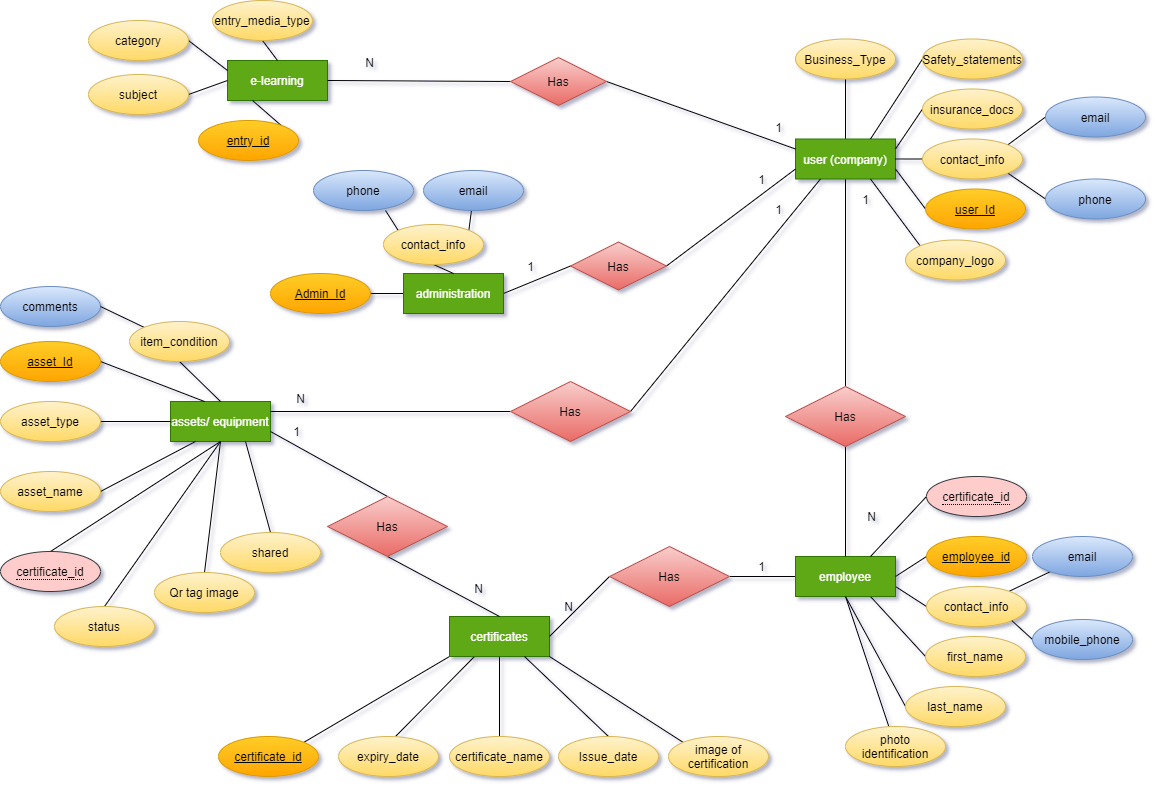 entry_media_type
category
N
e-learning
Has
subject
entry_id
Business_Type
Safety_statements
insurance_docs
email
1
user (company)
contact_info
user_Id
phone
company_logo
1
1
1
phone
email
contact_info
1
Has
Admin_Id
administration
comments
item_condition
asset_Id
asset_type
assets/ equipment
N
Has
1
asset_name
certificate_id
status
Qr tag image
shared
Has
Has
N
certificate_id
employee_id
email
employee
contact_info
mobile_phone
first_name
last_name
photo
identification
1
Has
N
N
certificates
certificate_id
expiry_date
certificate_name
Issue_date
image of
certification